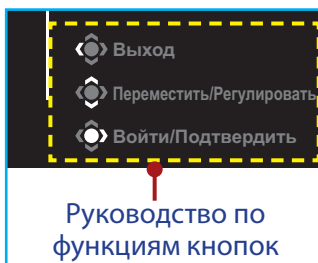 Выход
Переместить/Регулировать
Войти/Подтвердить
Руководство по
функциям кнопок